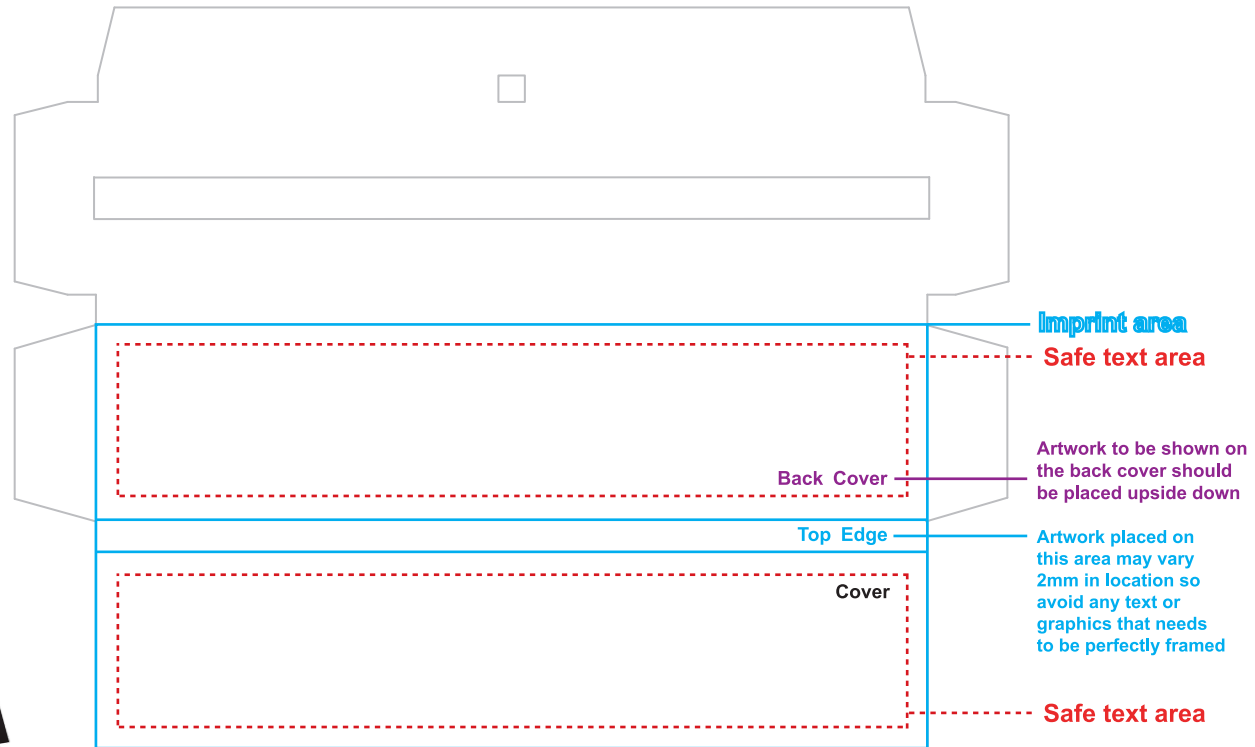 Imprint area
Safe text area
Artwork to be shown on
the back cover should
be placed upside down
Back Cover
Top Edge
Artwork placed on
this area may vary
2mm in location so
avoid any text or
graphics that needs
to be perfectly framed
Cover
Safe text area